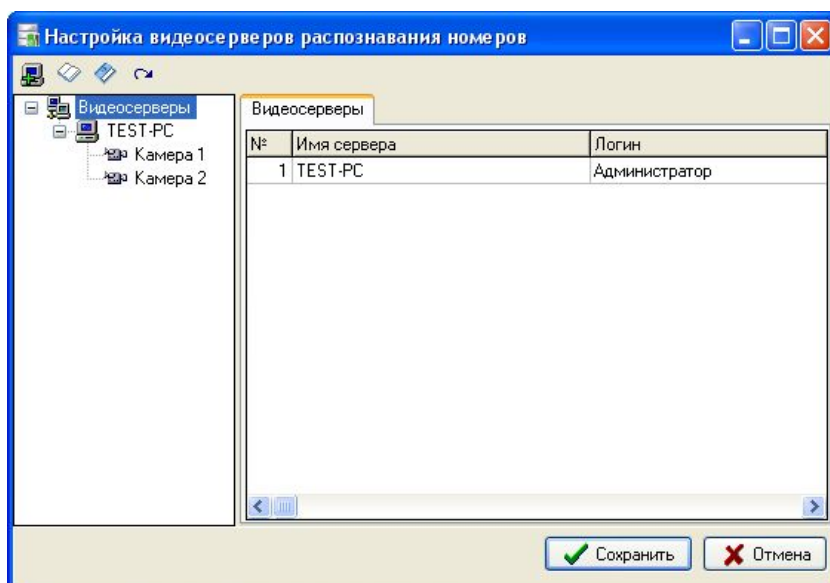 Настройка видеосерверов распознавания номеров
Видеосерверы
TEST-PC
Камера 1
Камера 2
Видеосерверы
№ Имя сервера Логин
1 TEST-PC Администратор
Сохранить Отмена